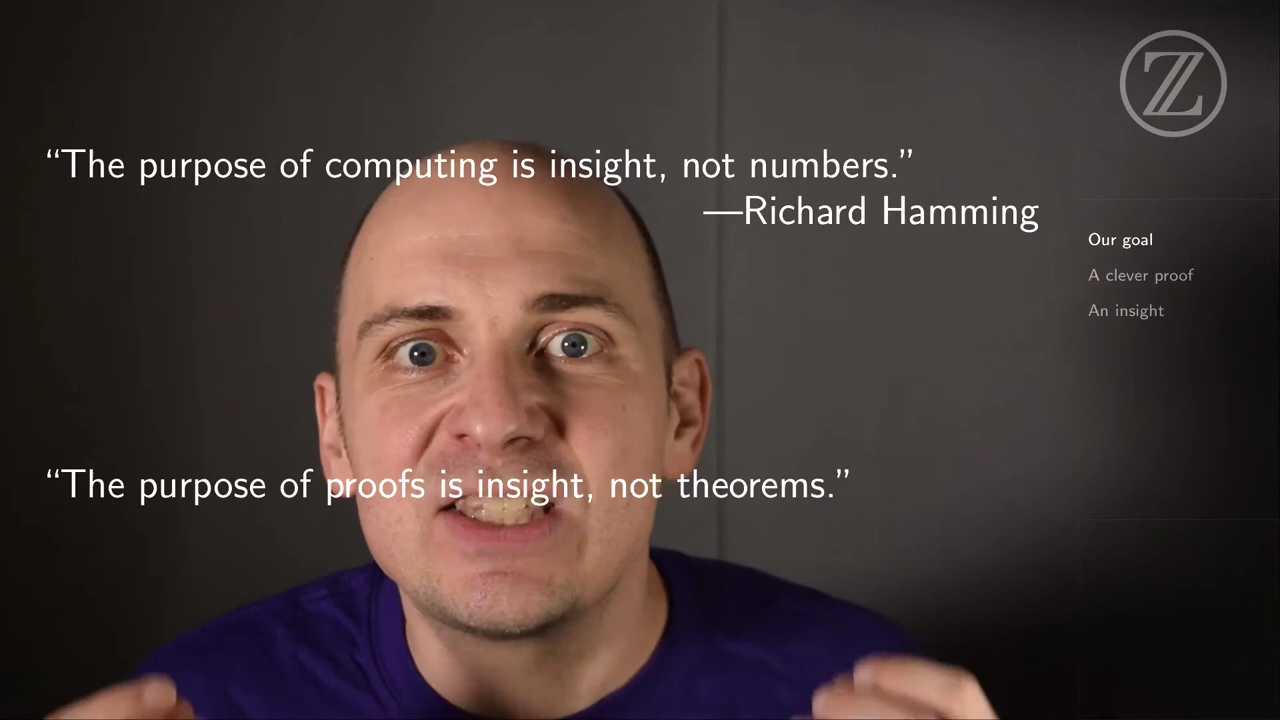 “The purpose of computing is insight, not numbers.”
—Richard Hamming
Our goal
A clever proof
An insight
“The purpose of proofs is insight, not theorems.”
Z